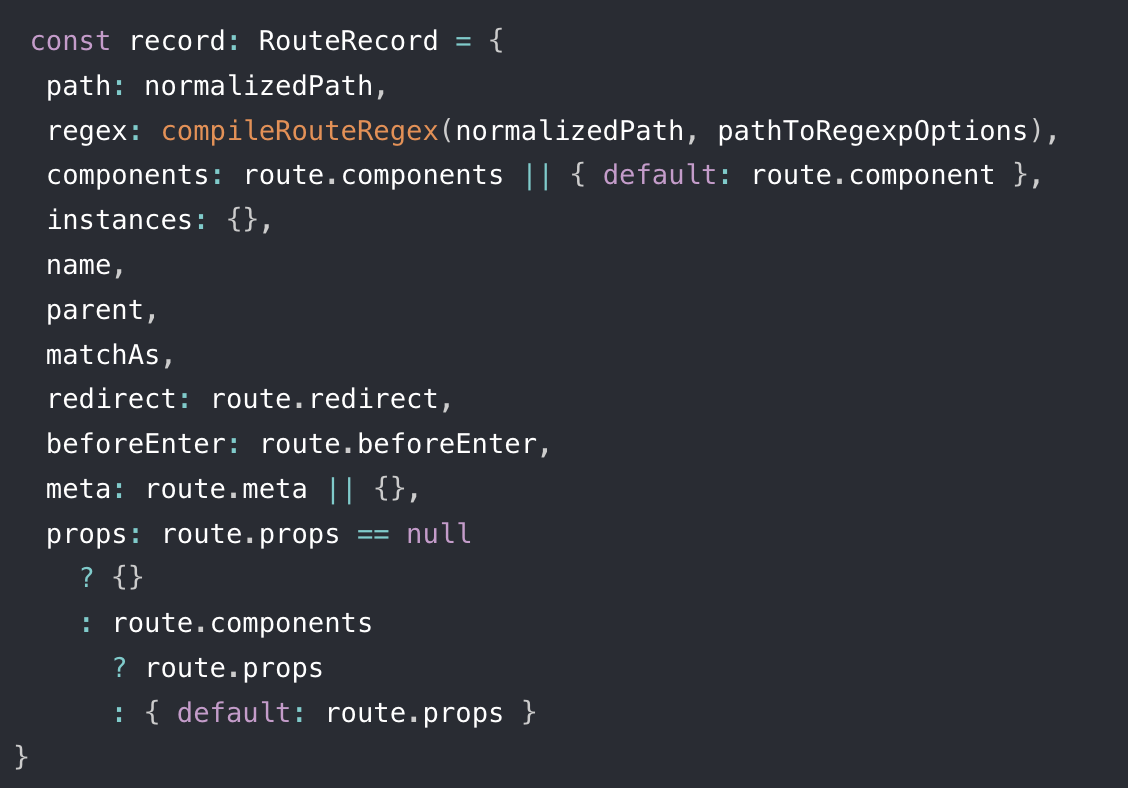 const record: RouteRecord = {
path: normalizedPath,
regex: compileRouteRegex(normalizedPath, pathToRegexpOptions),
components: route.components || { default: route.component },
instances: {},
name,
parent,
matchAs,
redirect: route.redirect,
beforeEnter: route.beforeEnter,
meta: route.meta || {},
props: route.props == null
? {}
: route.components
? route.props
: { default: route.props }
}